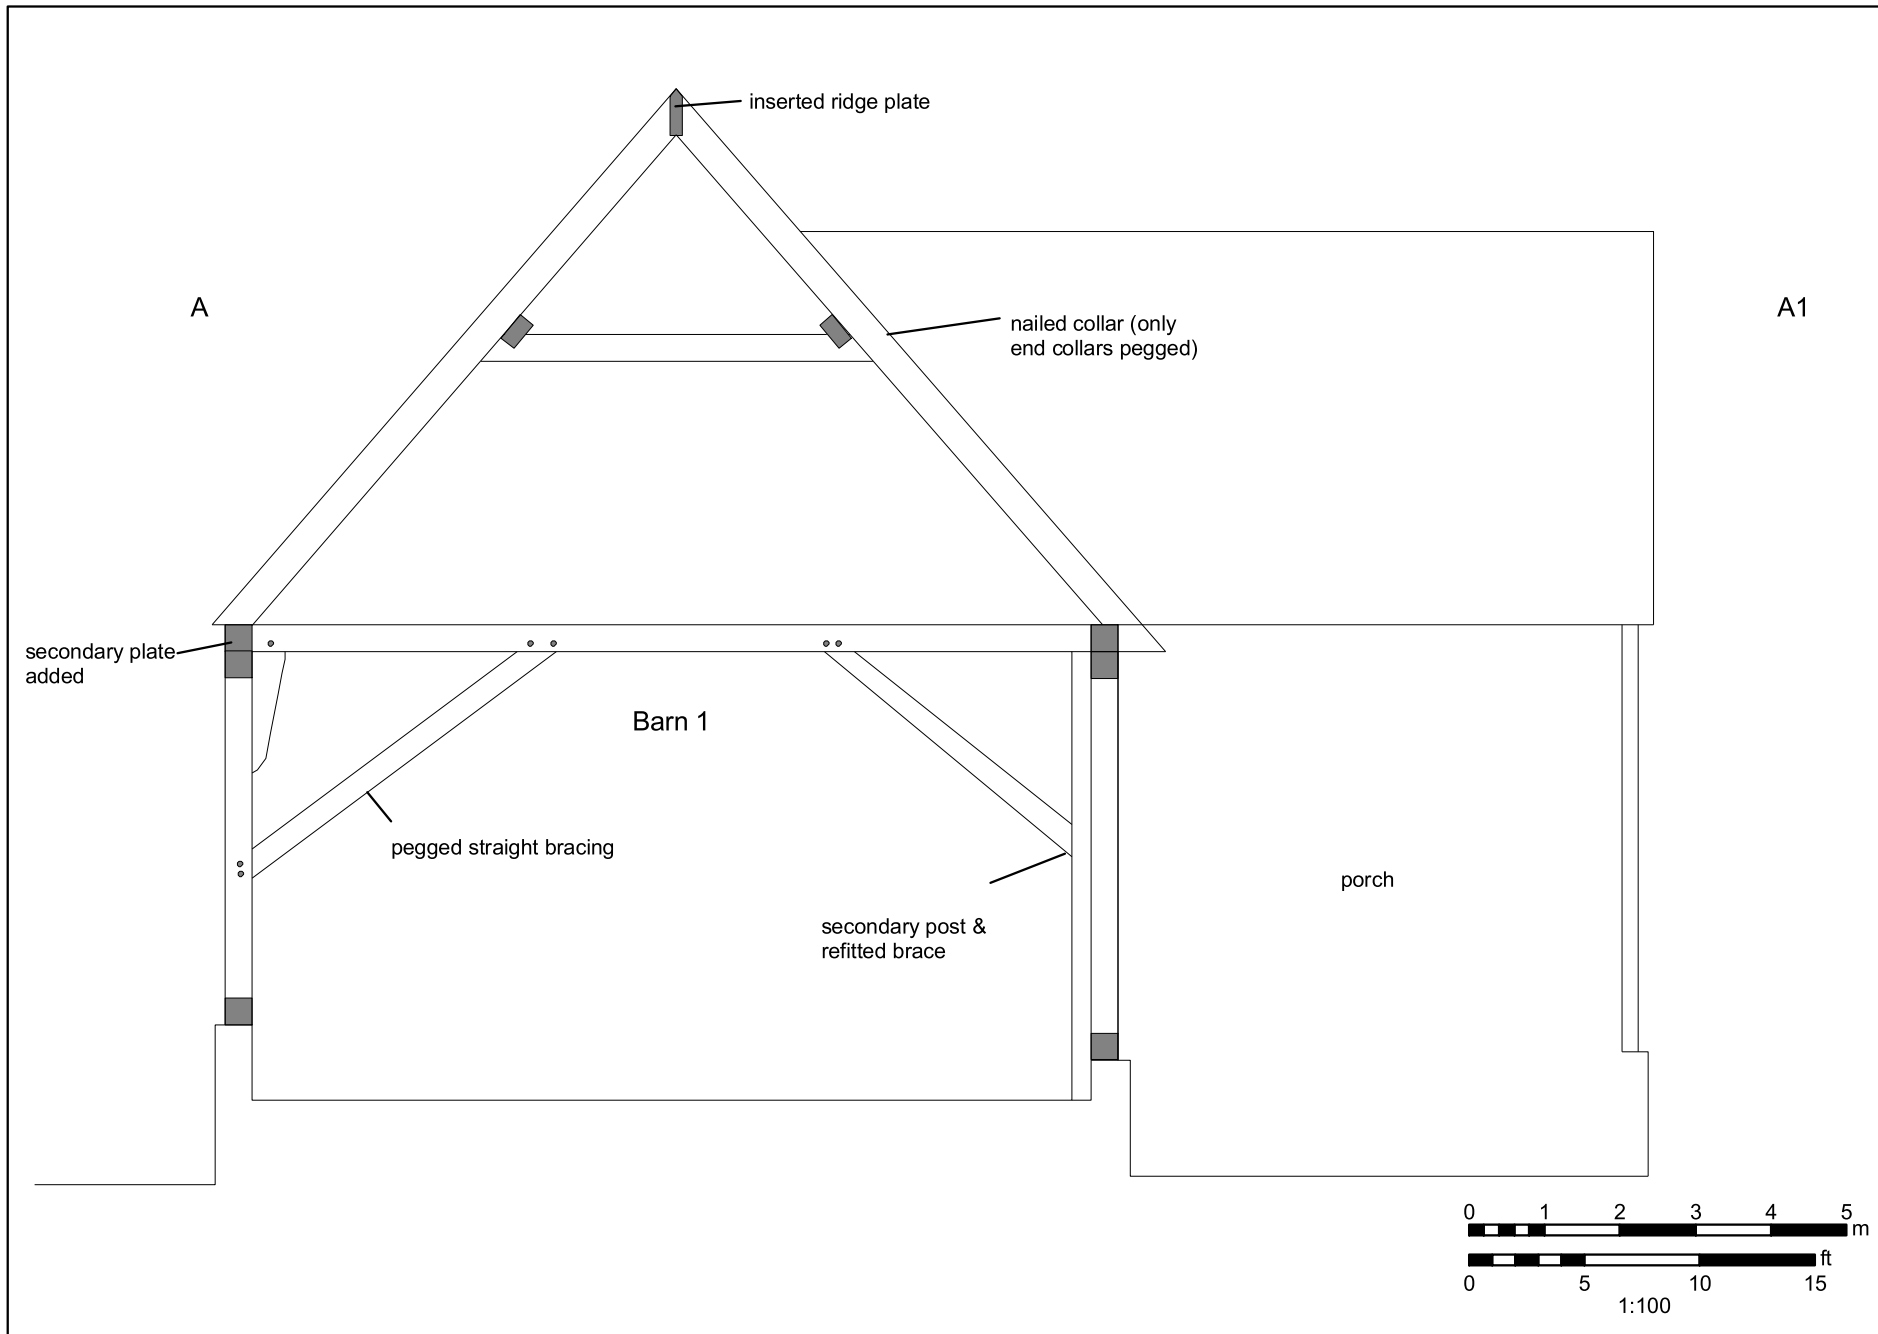 inserted ridge plate
A
A1
nailed collar (only
end collars pegged)
secondary plate
added
Barn 1
pegged straight bracing
porch
secondary post &
refitted brace
0 1 2 3 4 5
m
ft
0 5 10 15
1:100